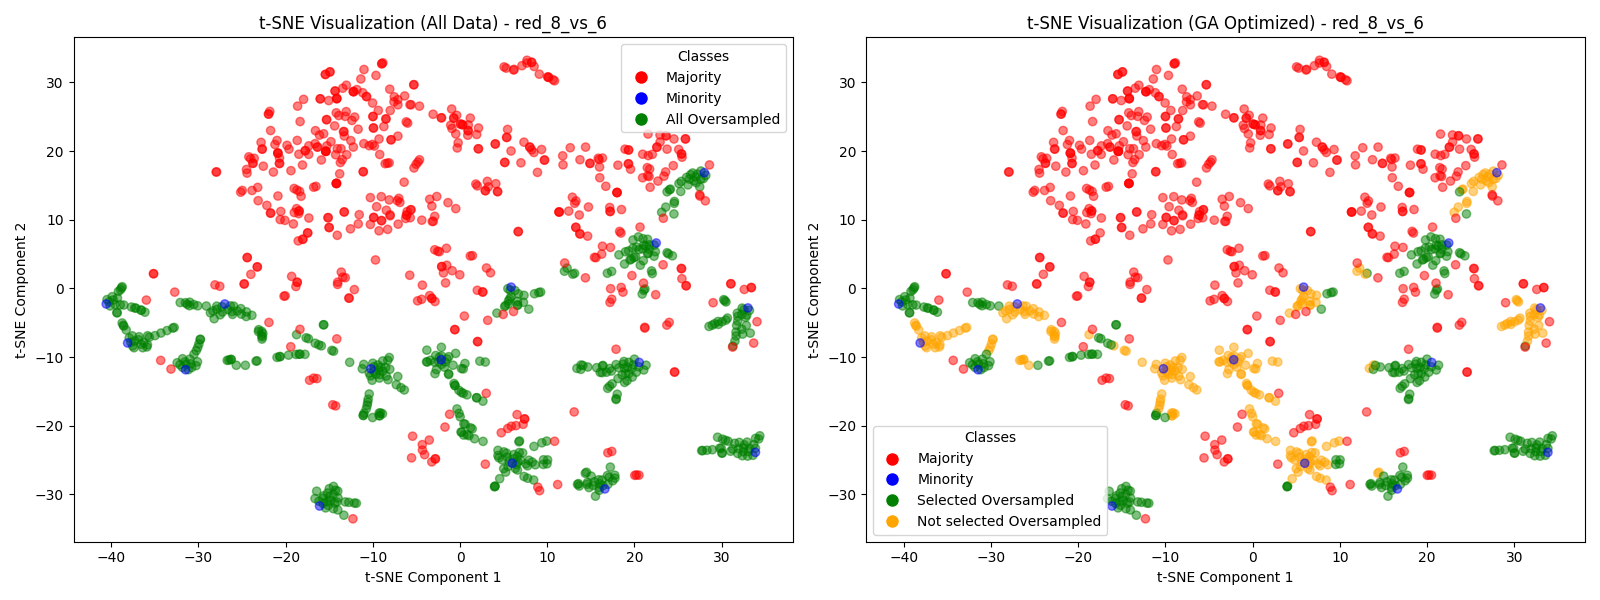 t-SNE Visualization (All Data) - red_8_vs_6
Classes
Majority
Minority
All Oversampled
30
20
10
0
−10
−20
−30
t-SNE Component 2
−40
−30
−20
−10
0
10
20
30
t-SNE Component 1
t-SNE Visualization (GA Optimized) - red_8_vs_6
30
20
10
0
−10
−20
−30
t-SNE Component 2
Classes
Majority
Minority
Selected Oversampled
Not selected Oversampled
−40
−30
−20
−10
0
10
20
30
t-SNE Component 1